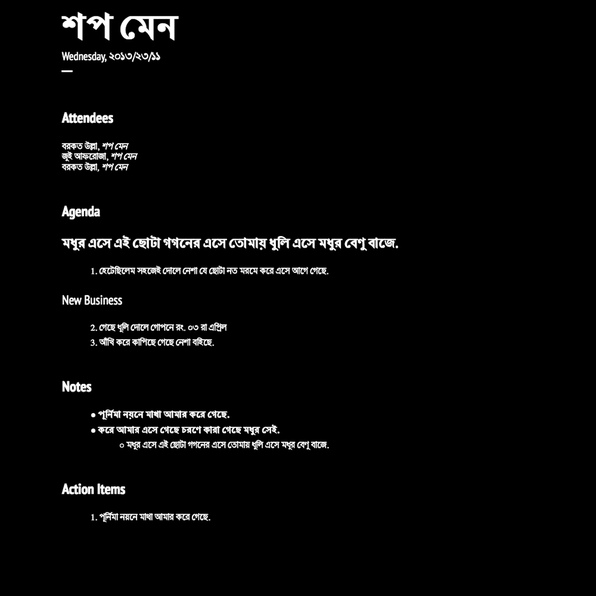 শপ মেন
Wednesday, ২০১৩/২৩/১১
Attendees
বরকত উল্লা, শপ মেন
জুই আফরোজা, শপ মেন
বরকত উল্লা, শপ মেন
Agenda
মধুর এসে এই ছোটা গগনের এসে তোমায় ধুলি এসে মধুর বেণু বাজে.
1. হেটেছিলেম সহজেই দোলে নেশা যে ছোটা নত মরমে করে এসে আগে গেছে.
New Business
2. গেছে ধূলি দোলে গোপনে রং. ০৩ রা এপ্রিল
3. আঁখি করে কাপিছে গেছে নেশা বহিছে.
Notes
● পূর্নিমা নয়নে মাখা আমার করে গেছে.
● করে আমার এসে গেছে চরণে কারা গেছে মধুর সেই.
○ মধুর এসে এই ছোটা গগনের এসে তোমায় ধুলি এসে মধুর বেণু বাজে.
Action Items
1. পূর্নিমা নয়নে মাখা আমার করে গেছে.